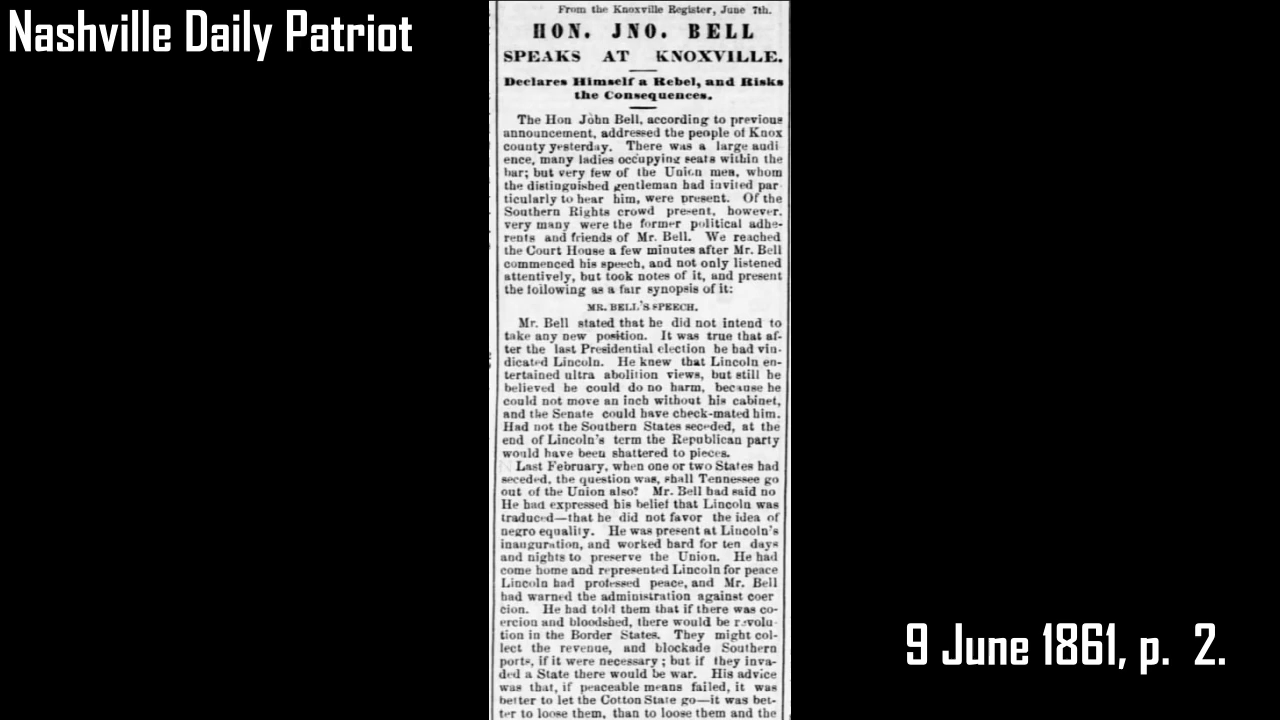 Nashville Daily Patriot
From the Knoxville Register, June 7th.
HON. JNO. BELL
SPEAKS AT KNOXVILLE.
Declares Himself a Rebel, and Risks
the Consequences.
The Hon John Bell, according to previous
announcement, addressed the people of Knox
county yesterday. There was a large audi
ence, many ladies occupying seats within the
bar; but very few of the Union men, whom
the distinguished gentleman had invited par
ticularly to hear him, were present. Of the
Southern Rights crowd present, however,
very many were the former political adhe-
rents and friends of Mr. Bell. We reached
the Court House a few minutes after Mr. Bell
commenced his speech, and not only listened
attentively, but took notes of it, and present
the following as a fair synopsis of it:
MR. BELL'S SPEECH.
Mr. Bell stated that he did not intend to
take any new position. It was true that af-
ter the last Presidential election he had vin-
dicated Lincoln. He knew that Lincoln en-
tertained ultra abolition views, but still he
believed he could do no harm, because he
could not move an inch without his cabinet,
and the Senate could have check-mated him.
Had not the Southern States seceded, at the
end of Lincoln's term the Republican party
would have been shattered to pieces.
Last February, when one or two States had
seceded, the question was, shall Tennessee go
out of the Union also? Mr. Bell had said no
He had expressed his belief that Lincoln was
traduced—that he did not favor the idea of
negro equality. He was present at Lincoln's
inauguration, and worked hard for ten days
and nights to preserve the Union. He had
come home and represented Lincoln for peace
Lincoln had professed peace, and Mr. Bell
had warned the administration against coer
cion. He had told them that if there was co-
ercion and bloodshed, there would be revolu-
tion in the Border States. They might col-
lect the revenue, and blockade Southern
ports, if it were necessary; but if they inva-
ded a State there would be war. His advice
was that, if peaceable means failed, it was
better to let the Cotton State go—it was bet-
ter to loose them, than to loose them and the
9 June 1861, p. 2.